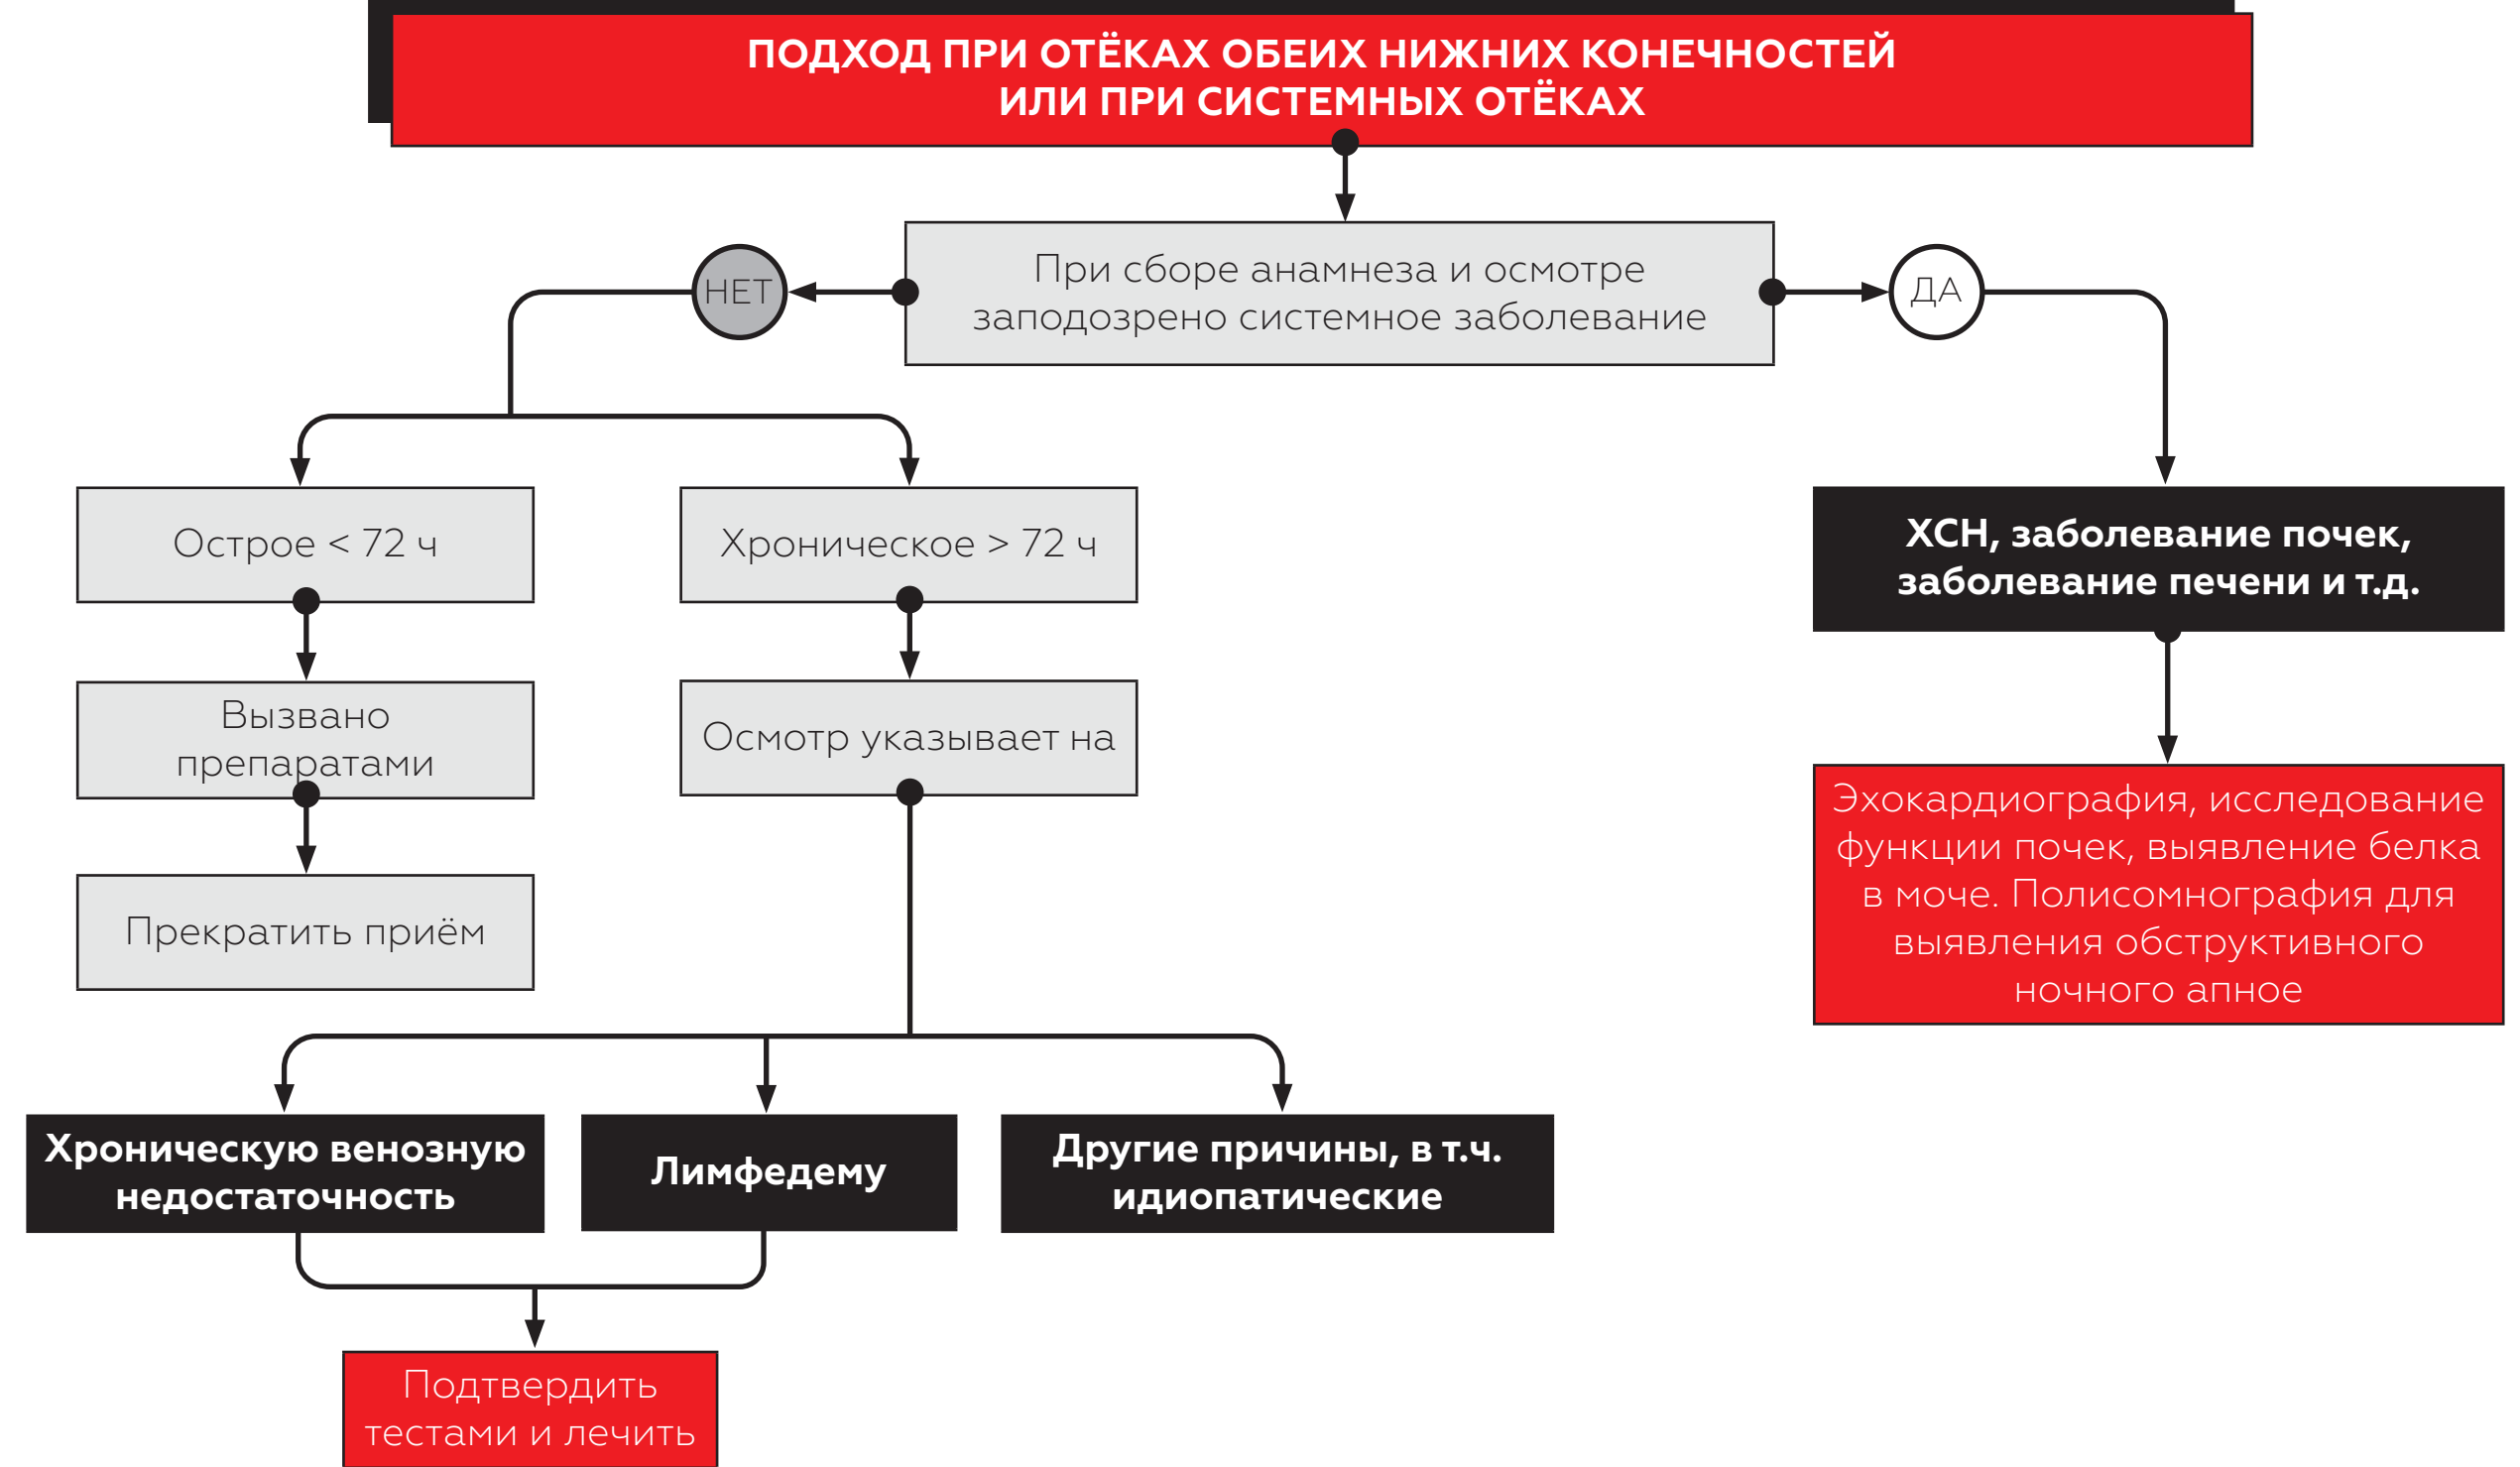 ПОДХОД ПРИ ОТЁКАХ ОБЕИХ НИЖНИХ КОНЕЧНОСТЕЙ
ИЛИ ПРИ СИСТЕМНЫХ ОТЁКАХ
НЕТ
При сборе анамнеза и осмотре
заподозрено системное заболевание
ДА
Острое < 72 ч
Хроническое > 72 ч
ХСН, заболевание почек,
заболевание печени и т.д.
Вызвано
препаратами
Осмотр указывает на
Прекратить приём
Эхокардиография, исследование
функции почек, выявление белка
в моче. Полисомнография для
выявления обструктивного
ночного апное
Хроническую венозную
недостаточность
Лимфедему
Другие причины, в т.ч.
идиопатические
Подтвердить
тестами и лечить